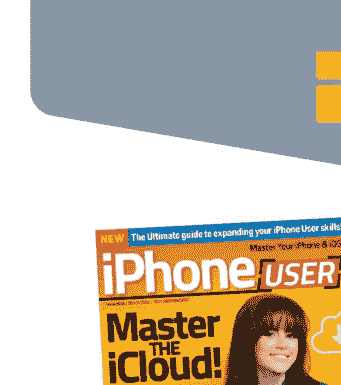 NEW The Ultimate guide to expanding your iPhone User skills
Master Your iPhone & iOS
iPhone USER
Master
THE
iCloud!